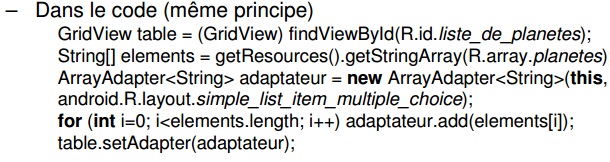 – Dans le code (même principe)
GridView table = (GridView) findViewById(R.id.liste_de_planetes);
String[] elements = getResources().getStringArray(R.array.planetes)
ArrayAdapter<String> adaptateur = new ArrayAdapter<String>(this,
android.R.layout.simple_list_item_multiple_choice);
for (int i=0; i<elements.length; i++) adaptateur.add(elements[i]);
table.setAdapter(adaptateur);